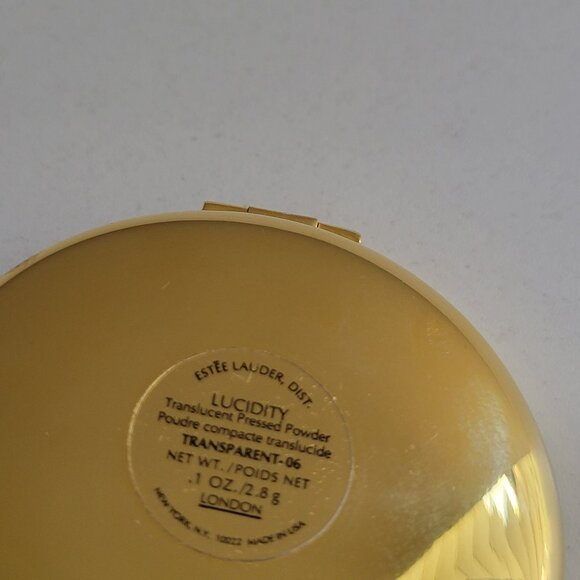 ESTĒE LAUDER, DIST.
LUCIDITY
Translucent Pressed Powder
Poudre compacte translucide
TRANSPARENT-06
NET WT./POIDS NET
.1 OZ./2.8 g
LONDON
NEW YORK, N.Y. 10022 MADE IN USA